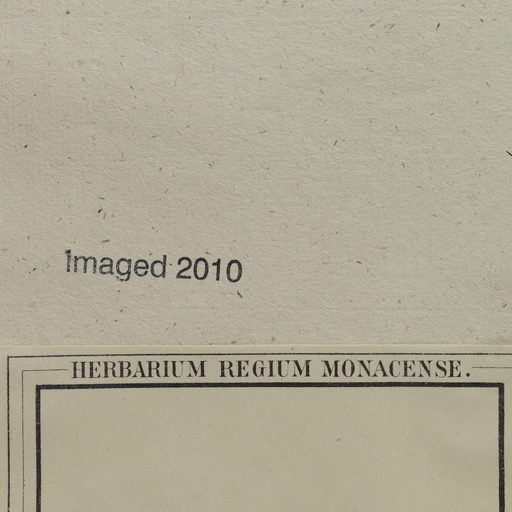 Imaged 2010
HERBARIUM REGIUM MONACENSE.